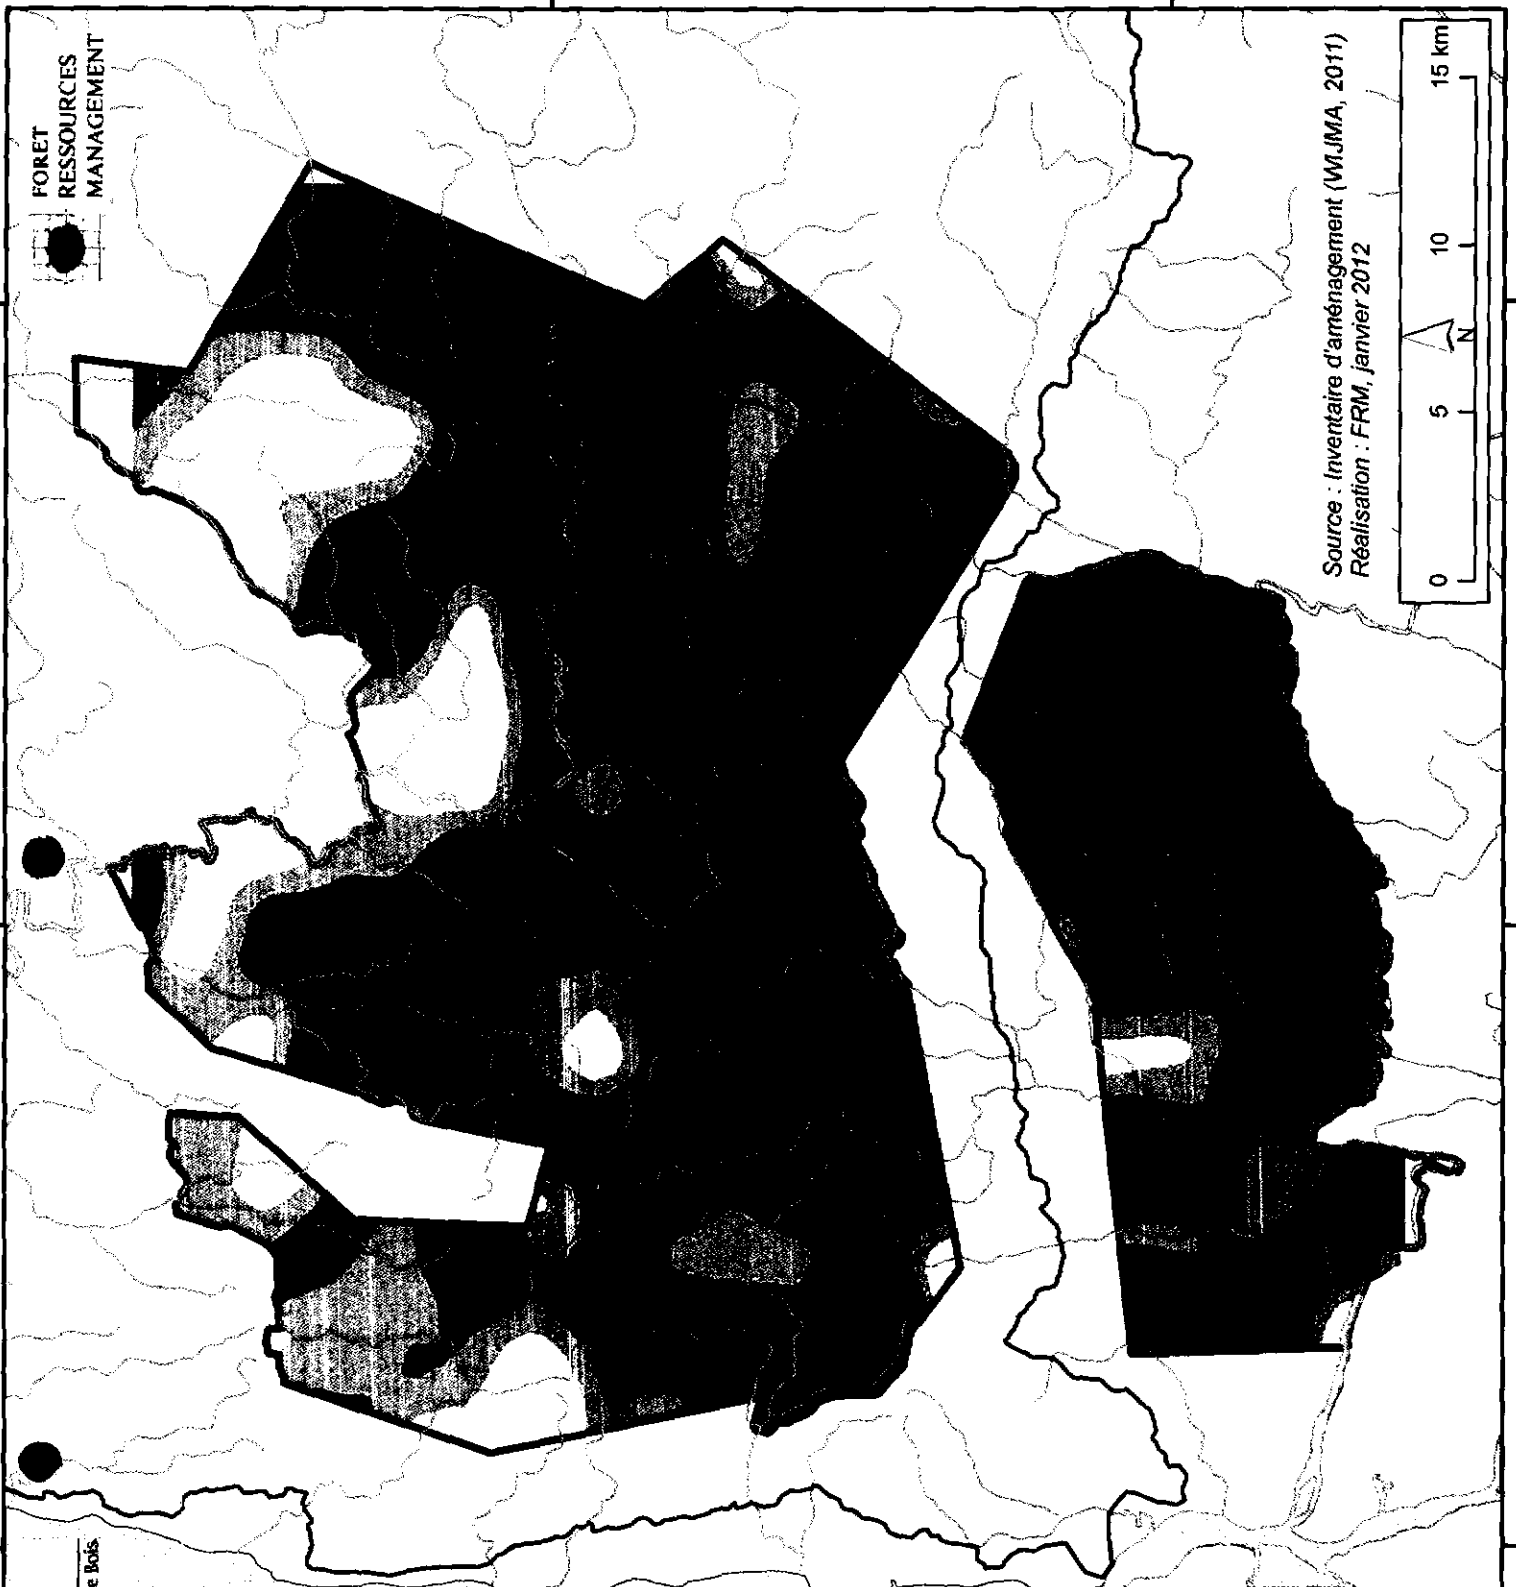 FORET
RESSOURCES
MANAGEMENT
Source : Inventaire d'aménagement (WIJMA, 2011)
Réalisation : FRM, janvier 2012
0 5 10 15 km
N
e Bois